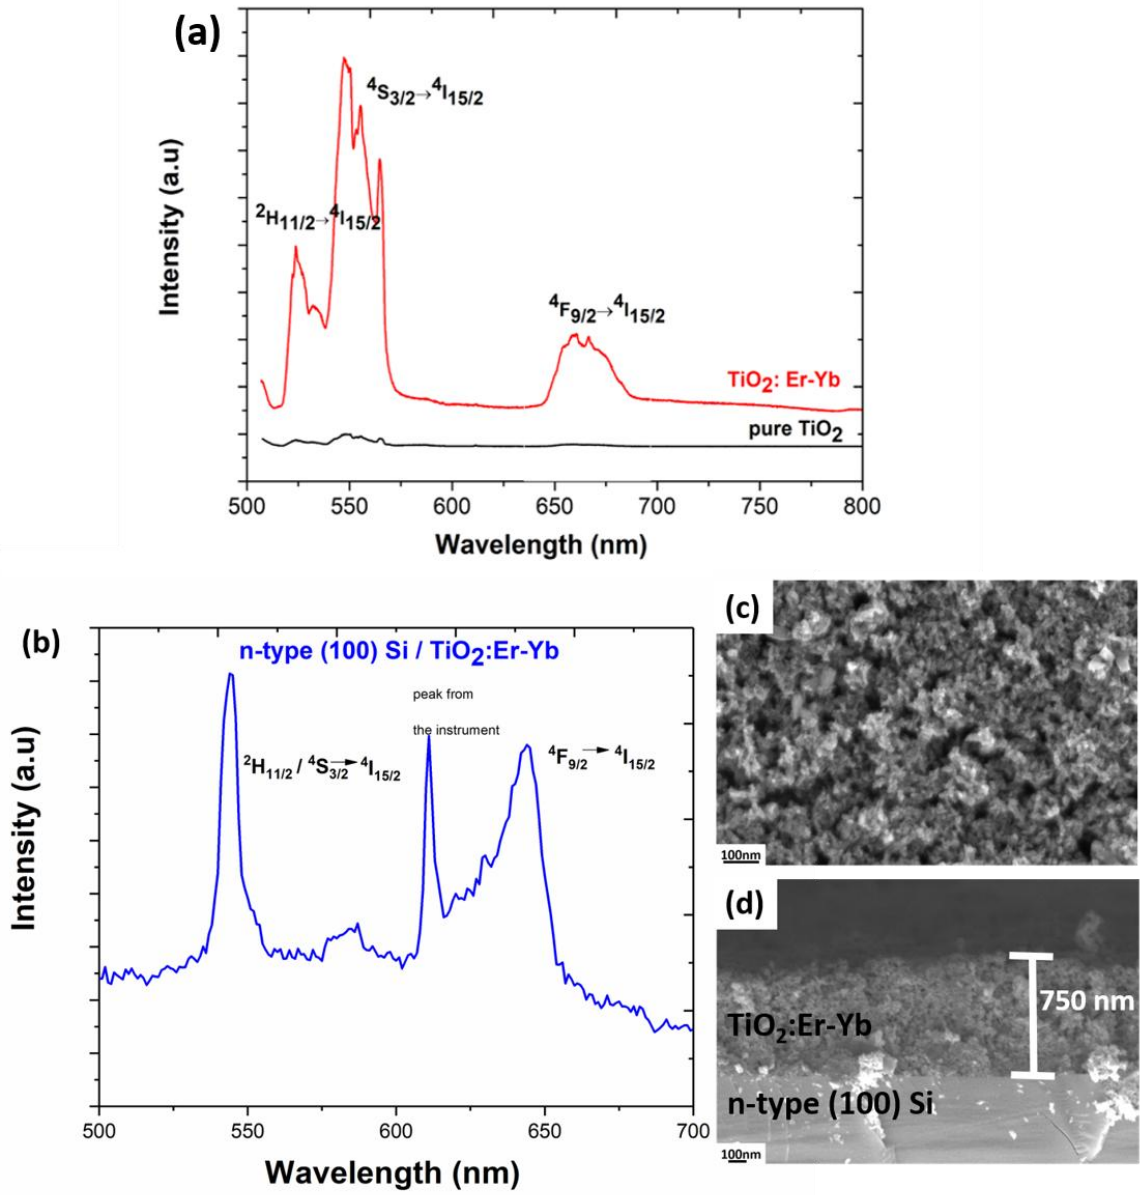 (a)
⁴S₃/₂→⁴I₁₅/₂
²H₁₁/₂→⁴I₁₅/₂
⁴F₉/₂→⁴I₁₅/₂
TiO₂: Er-Yb
pure TiO₂
Intensity (a.u)
500 550 600 650 700 750 800
Wavelength (nm)
(b)
n-type (100) Si / TiO₂:Er-Yb
peak from
the instrument
²H₁₁/₂ / ⁴S₃/₂→⁴I₁₅/₂
⁴F₉/₂ → ⁴I₁₅/₂
Intensity (a.u)
500 550 600 650 700
Wavelength (nm)
(c)
100nm
(d)
750 nm
TiO₂:Er-Yb
n-type (100) Si
100nm